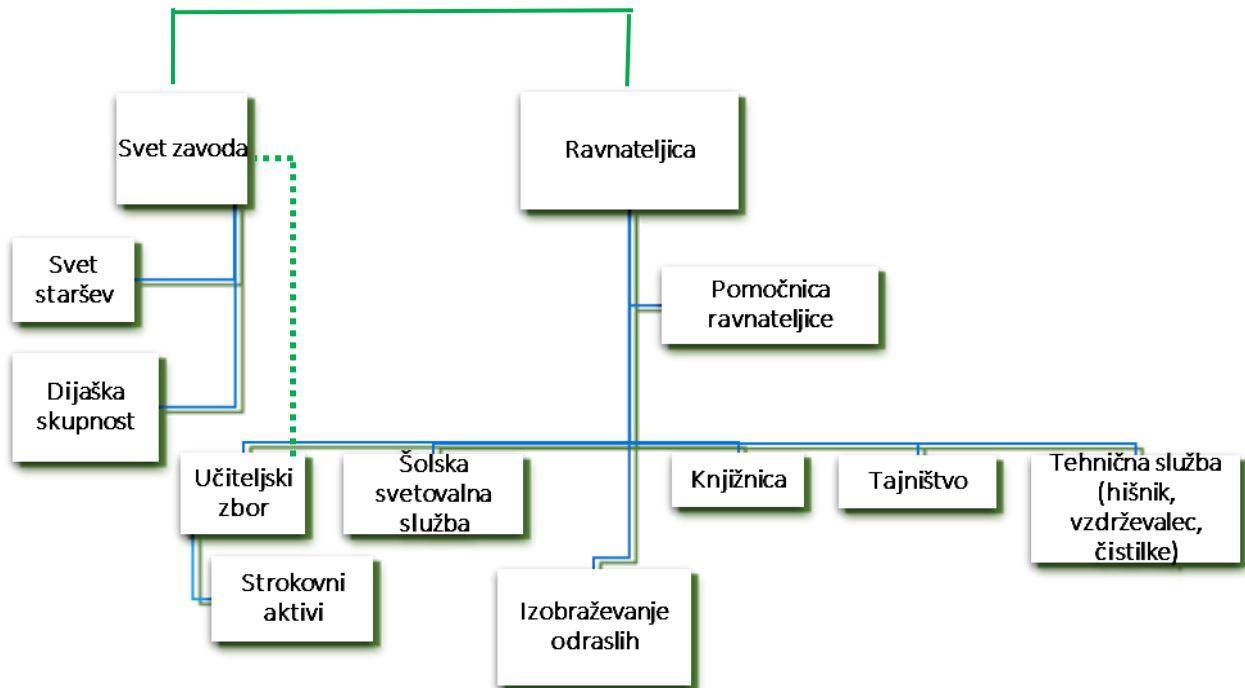 Svet zavoda
Ravnateljica
Svet
staršev
Pomočnica
ravnateljice
Dijaška
skupnost
Učiteljski
zbor
Šolska
svetovalna
služba
Knjižnica
Tajništvo
Tehnična služba
(hišnik,
vzdrževalec,
čistilke)
Strokovni
aktivi
Izobraževanje
odraslih